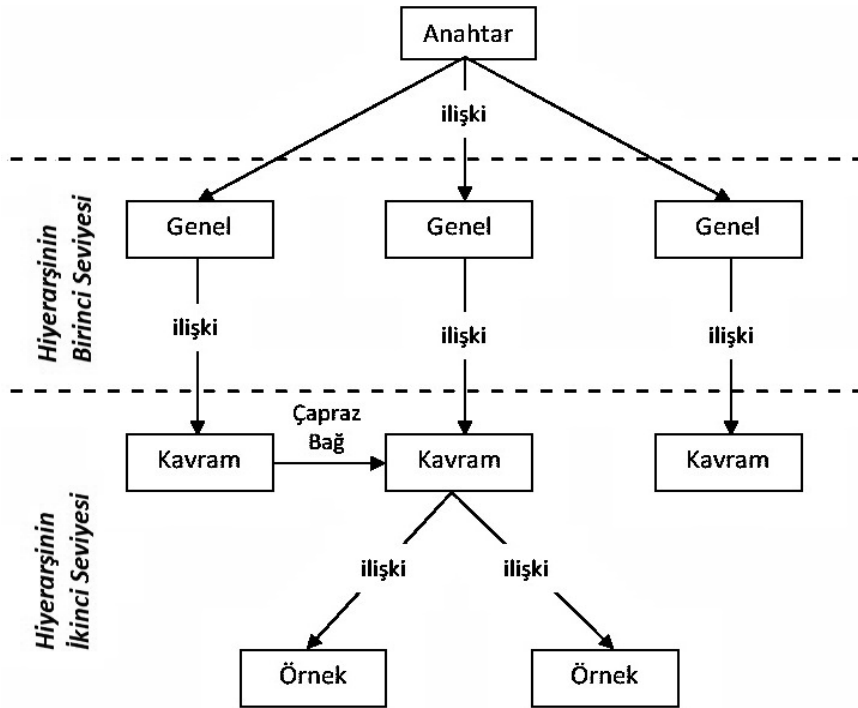 Anahtar
ilişki
Hiyerarşinin
Birinci Seviyesi
Genel
Genel
Genel
ilişki
ilişki
ilişki
Hiyerarşinin
İkinci Seviyesi
Kavram
Çapraz
Bağ
Kavram
Kavram
ilişki
ilişki
Örnek
Örnek